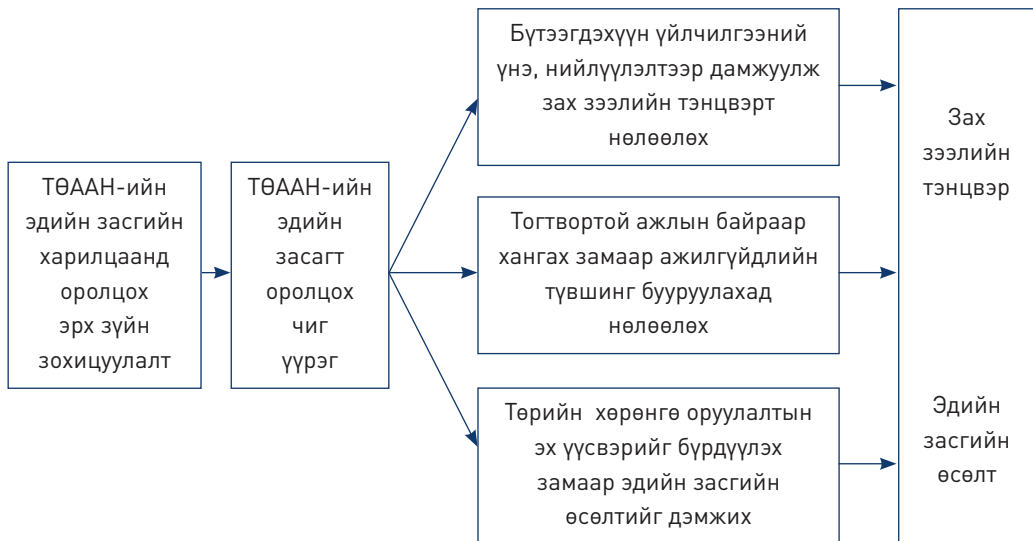 ТӨААН-ийн
эдийн засгийн
харилцаанд
оролцох
эрх зүйн
зохицуулалт
ТӨААН-ийн
эдийн
засагт
оролцох
чиг
үүрэг
Бүтээгдэхүүн үйлчилгээний
үнэ, нийлүүлэлтээр дамжуулж
зах зээлийн тэнцвэрт
нөлөөлөх
Тогтвортой ажлын байраар
хангах замаар ажилгүйдлийн
түвшинг бууруулахад
нөлөөлөх
Төрийн хөрөнгө оруулалтын
эх үүсвэрийг бүрдүүлэх
замаар эдийн засгийн
өсөлтийг дэмжих
Зах
зээлийн
тэнцвэр
Эдийн
засгийн
өсөлт